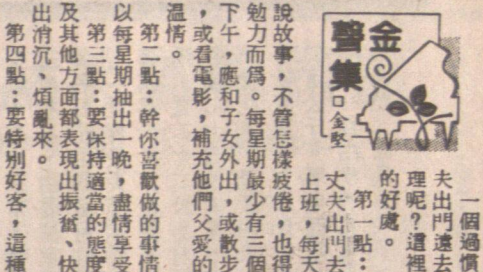 金聲集
□金堅
一個過慣
夫出門遠去
理呢?這裡
的好處。
第一點:
丈夫出門去
上班,每天
說故事,不管怎樣疲倦,也得
勉力而爲。每星期最少有三個
下午,應和子女外出,或散步
,或看電影,補充他們父愛的
溫情。
第二點:幹你喜歡做的事情
以每星期抽出一晚,盡情享受
第三點:要保持適當的態度
及其他方面都表現出振奮、快
出消沉、煩亂來。
第四點:要特別好客,這種